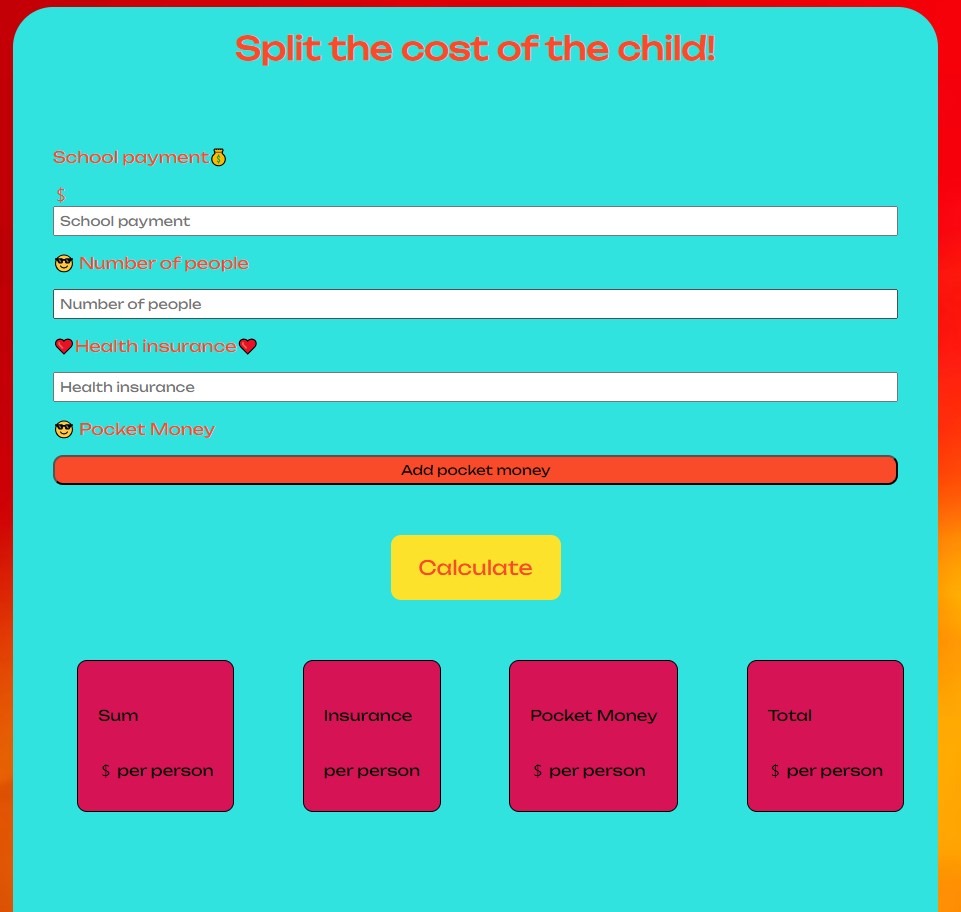 Split the cost of the child!
School payment💰
$
School payment
😎 Number of people
Number of people
❤️Health insurance❤️
Health insurance
😎 Pocket Money
Add pocket money
Calculate
Sum
$ per person
Insurance
per person
Pocket Money
$ per person
Total
$ per person